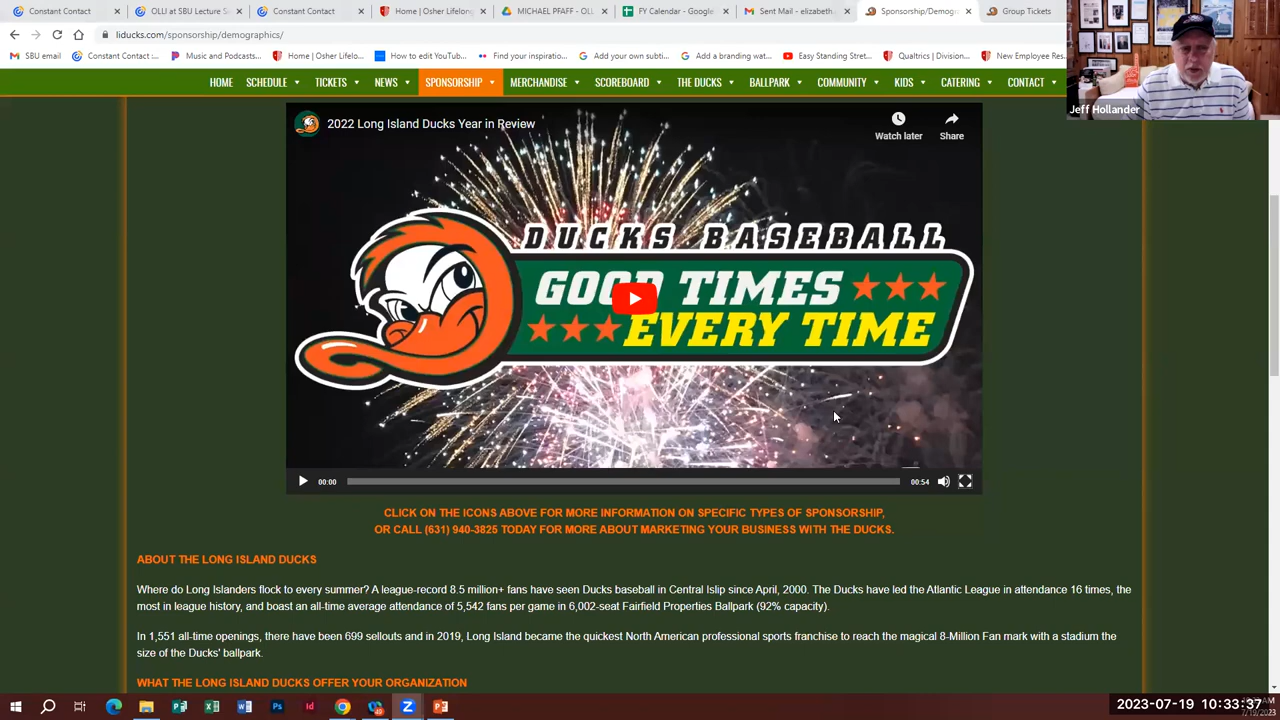 Constant Contact
OLLI at SBU Lecture S
Constant Contact
Home | Osher Lifelong
MICHAEL PFAFF - OLL
FY Calendar - Google
Sent Mail - elizabeth.
Sponsorship/Demog
Group Tickets
liducks.com/sponsorship/demographics/
SBU email
Constant Contact :...
Music and Podcasts...
Home | Osher Lifelo...
How to edit YouTub...
Find your inspiratio...
Add your own subti...
Add a branding wat...
Easy Standing Stret...
Qualtrics | Division...
New Employee Res...
Jeff Hollander
HOME
SCHEDULE
TICKETS
NEWS
SPONSORSHIP
MERCHANDISE
SCOREBOARD
THE DUCKS
BALLPARK
COMMUNITY
KIDS
CATERING
CONTACT
2022 Long Island Ducks Year in Review
Watch later
Share
DUCKS BASEBALL
GOOD TIMES
EVERY TIME
00:00
00:54
CLICK ON THE ICONS ABOVE FOR MORE INFORMATION ON SPECIFIC TYPES OF SPONSORSHIP,
OR CALL (631) 940-3825 TODAY FOR MORE ABOUT MARKETING YOUR BUSINESS WITH THE DUCKS.
ABOUT THE LONG ISLAND DUCKS
Where do Long Islanders flock to every summer? A league-record 8.5 million+ fans have seen Ducks baseball in Central Islip since April, 2000. The Ducks have led the Atlantic League in attendance 16 times, the
most in league history, and boast an all-time average attendance of 5,542 fans per game in 6,002-seat Fairfield Properties Ballpark (92% capacity).
In 1,551 all-time openings, there have been 699 sellouts and in 2019, Long Island became the quickest North American professional sports franchise to reach the magical 8-Million Fan mark with a stadium the
size of the Ducks' ballpark.
WHAT THE LONG ISLAND DUCKS OFFER YOUR ORGANIZATION
2023-07-19 10:33:37